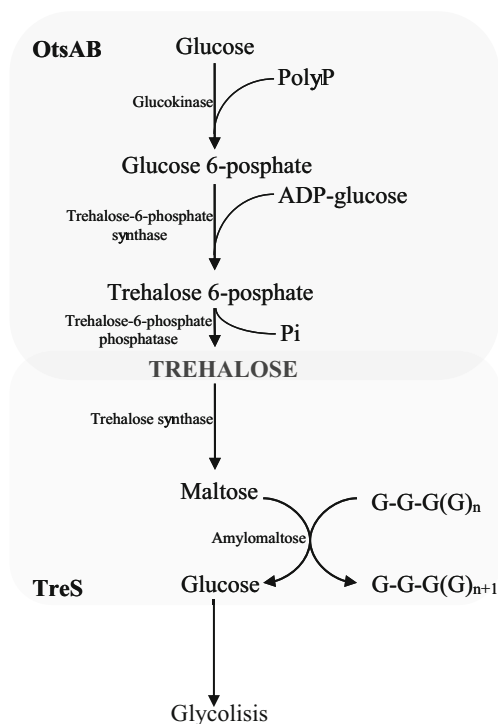 OtsAB
Glucose
PolyP
Glucokinase
Glucose 6-posphate
ADP-glucose
Trehalose-6-phosphate
synthase
Trehalose 6-posphate
Trehalose-6-phosphate
phosphatase
Pi
TREHALOSE
Trehalose synthase
Maltose
G-G-G(G)n
Amylomaltose
TreS
Glucose
G-G-G(G)n+1
Glycolisis